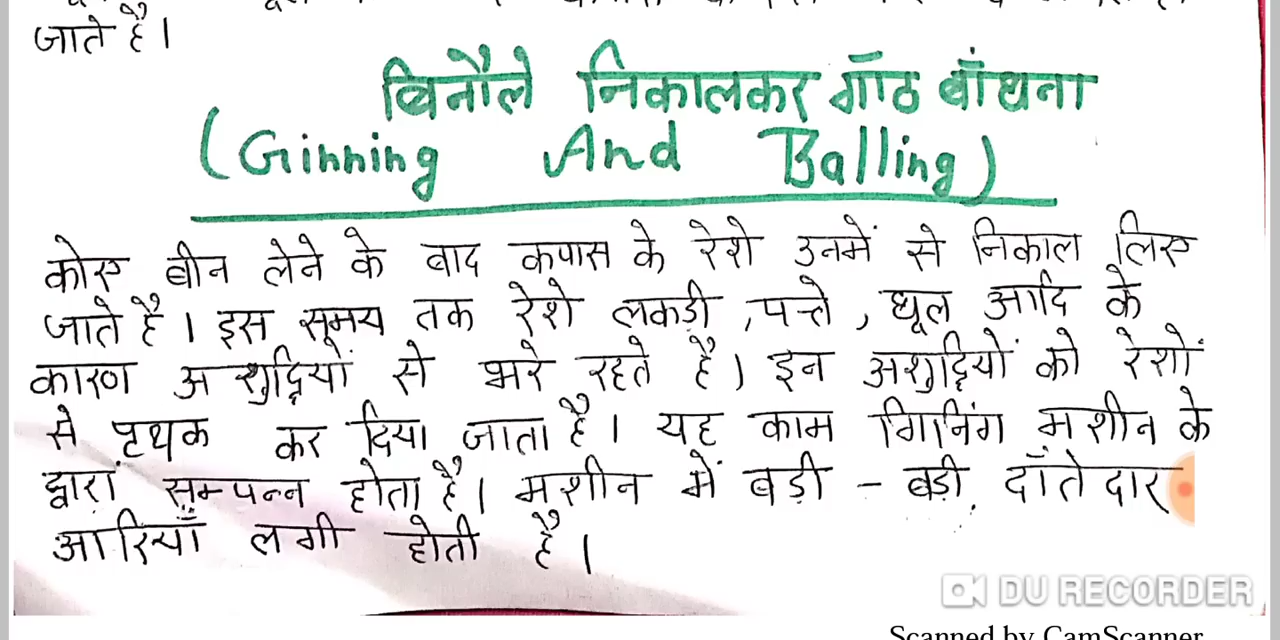 जाते है।
बिनौले निकालकर गाँठ बाँधना
(Ginning And Balling)
कोए बीन लेने के बाद कपास के रेशे उनमें से निकाल लिए
जाते है। इस समय तक रेशे लकड़ी, पत्ते, धूल आदि के
कारण अशुद्दियों से भरे रहते है। इन अशुद्दियों को रेशों
से पृथक कर दिया जाता है। यह काम गिनिंग मशीन के
द्वारा सम्पन्न होता है। मशीन में बड़ी - बड़ी दाँतेदार
आरियाँ लगी होती है।
DU RECORDER
Scanned by CamScanner